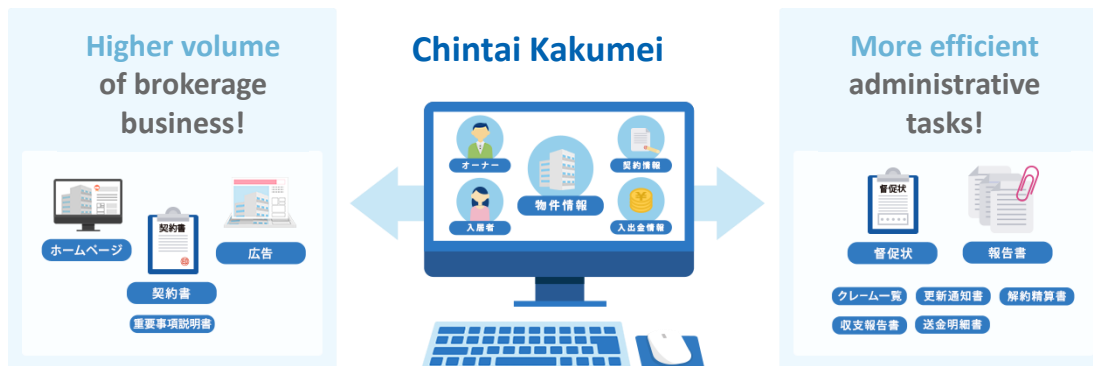 Higher volume
of brokerage
business!
ホームページ
契約書
広告
契約書
重要事項説明書
Chintai Kakumei
オーナー
契約情報
物件情報
入居者
入出金情報
More efficient
administrative
tasks!
督促状
督促状
報告書
クレーム一覧
更新通知書
解約精算書
収支報告書
送金明細書